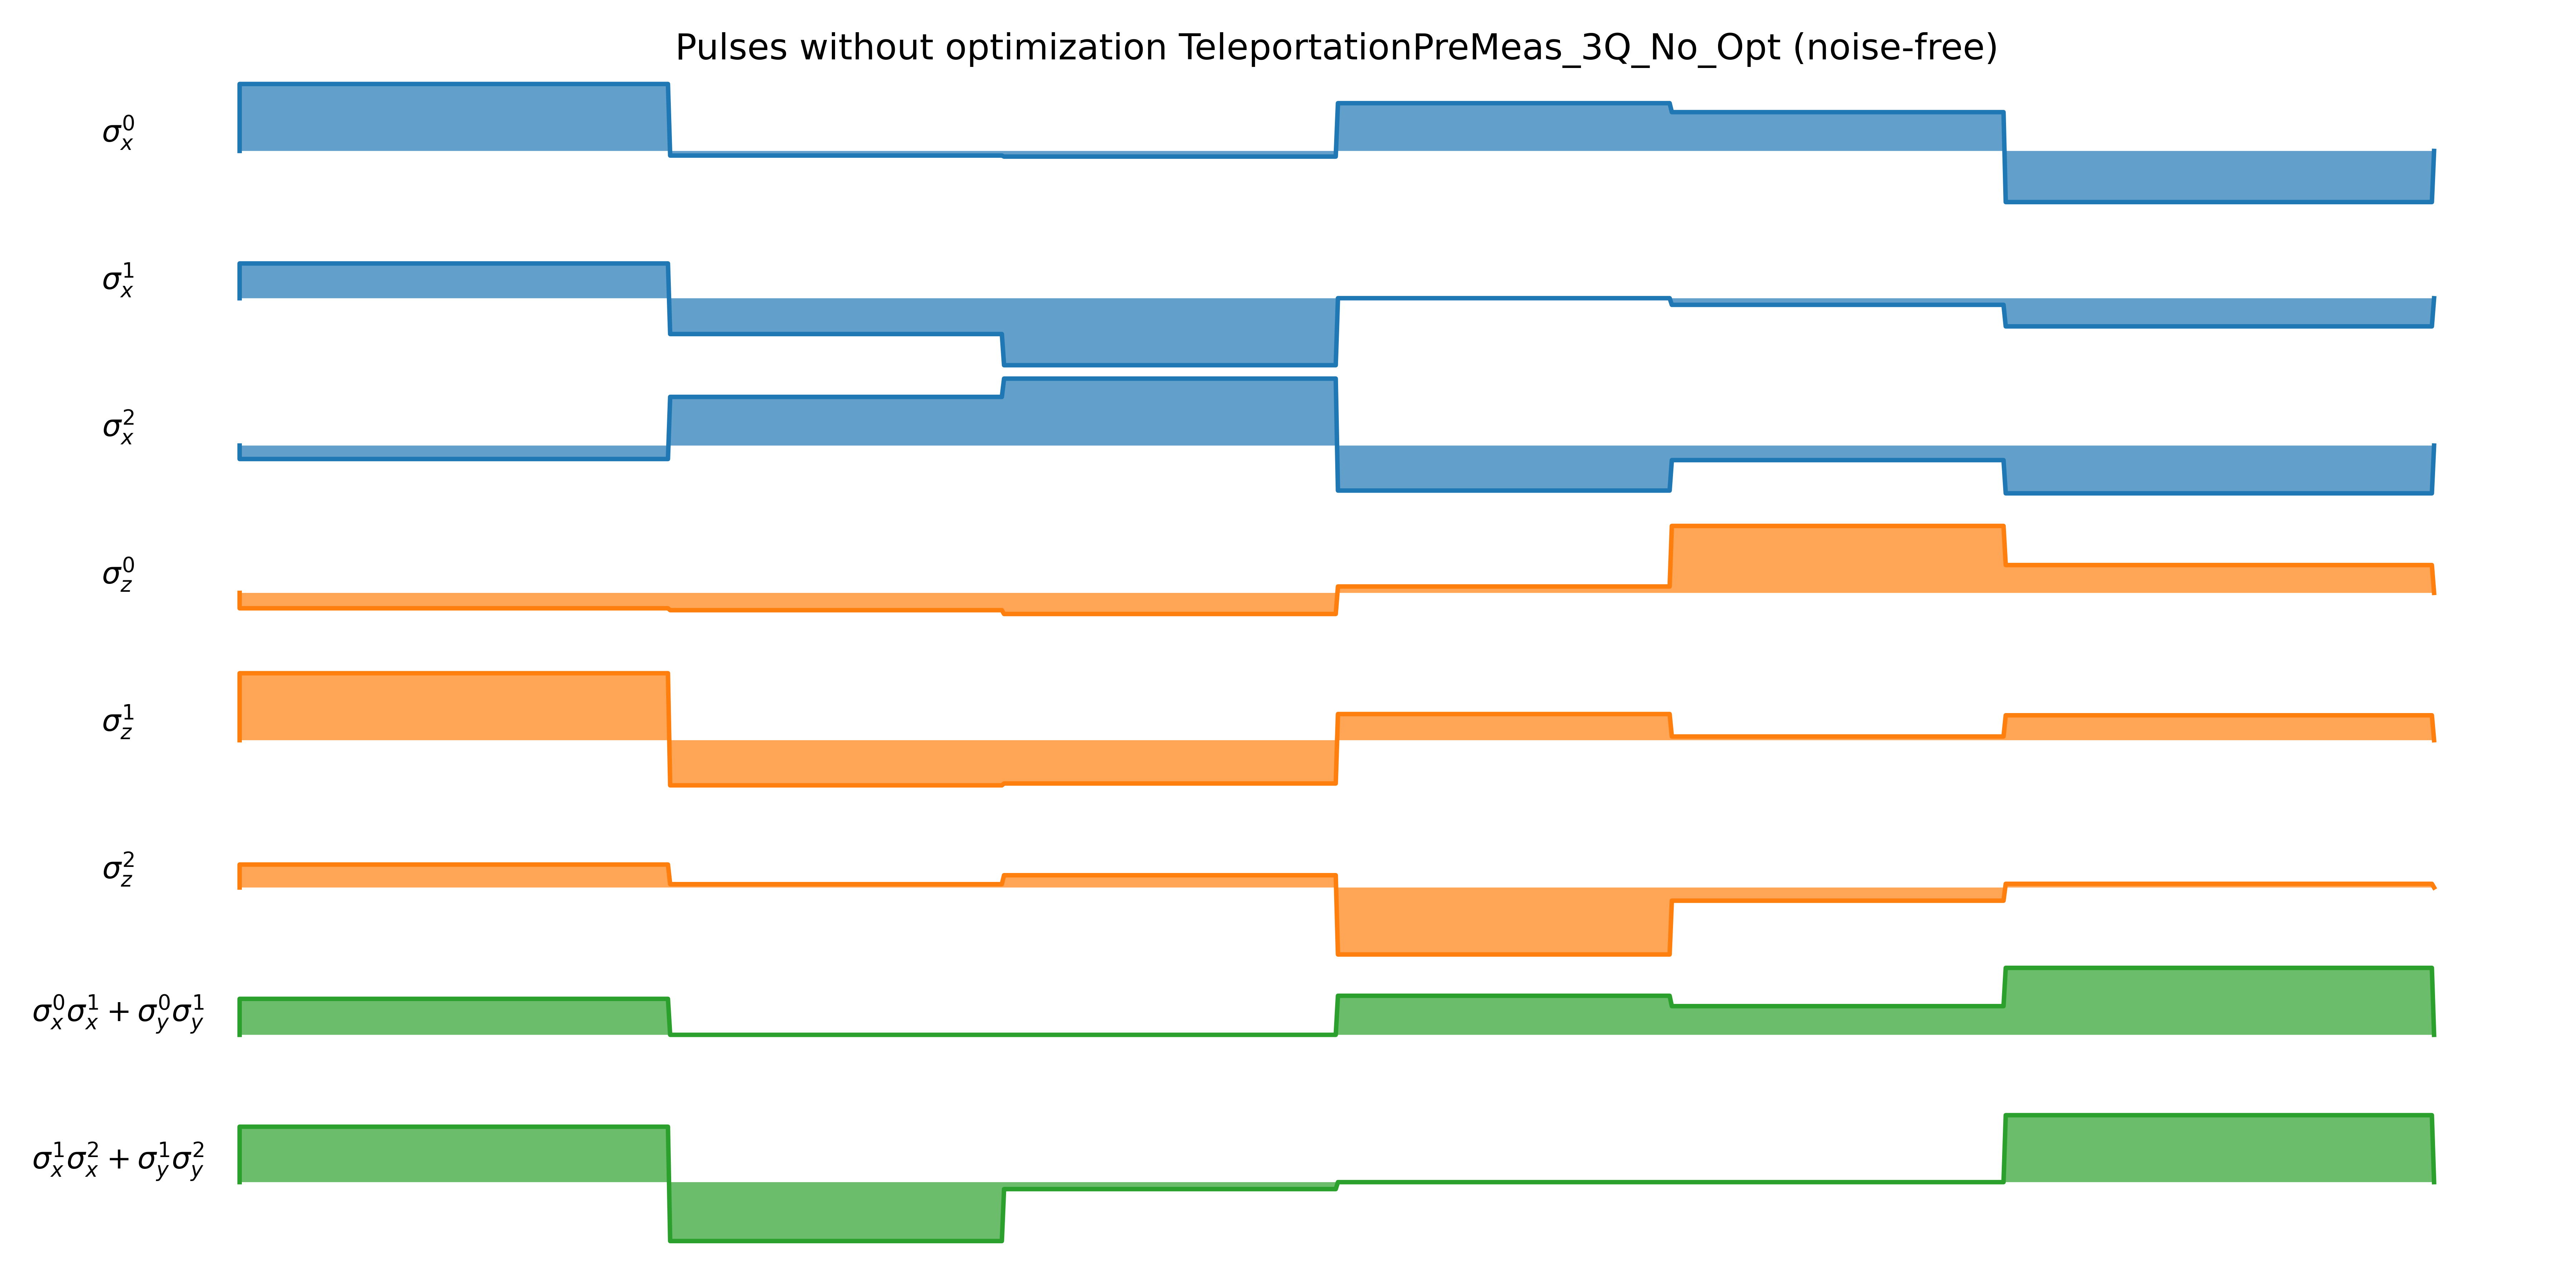 Pulses without optimization TeleportationPreMeas_3Q_No_Opt (noise-free)
σ_x^0
σ_x^1
σ_x^2
σ_z^0
σ_z^1
σ_z^2
σ_x^0σ_x^1 + σ_y^0σ_y^1
σ_x^1σ_x^2 + σ_y^1σ_y^2